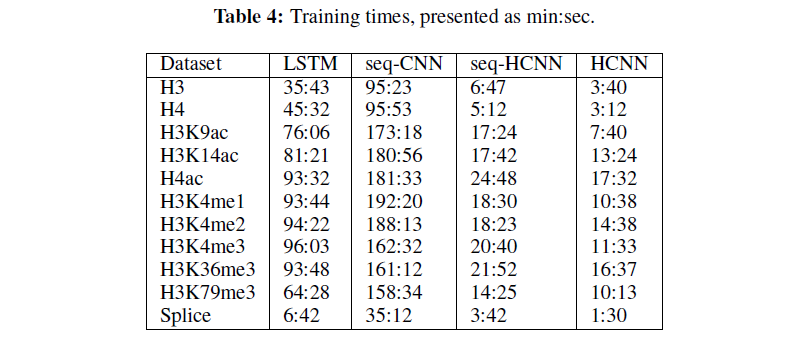 Table 4: Training times, presented as min:sec.
Dataset LSTM seq-CNN seq-HCNN HCNN
H3 35:43 95:23 6:47 3:40
H4 45:32 95:53 5:12 3:12
H3K9ac 76:06 173:18 17:24 7:40
H3K14ac 81:21 180:56 17:42 13:24
H4ac 93:32 181:33 24:48 17:32
H3K4me1 93:44 192:20 18:30 10:38
H3K4me2 94:22 188:13 18:23 14:38
H3K4me3 96:03 162:32 20:40 11:33
H3K36me3 93:48 161:12 21:52 16:37
H3K79me3 64:28 158:34 14:25 10:13
Splice 6:42 35:12 3:42 1:30